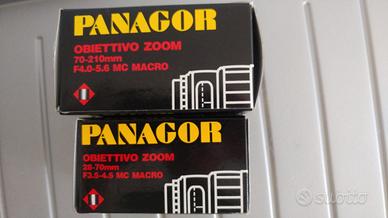 PANAGOR
OBIETTIVO ZOOM
70-210mm
F4.0-5.6 MC MACRO
PANAGOR
OBIETTIVO ZOOM
28-70mm
F3.5-4.5 MC MACRO
subito